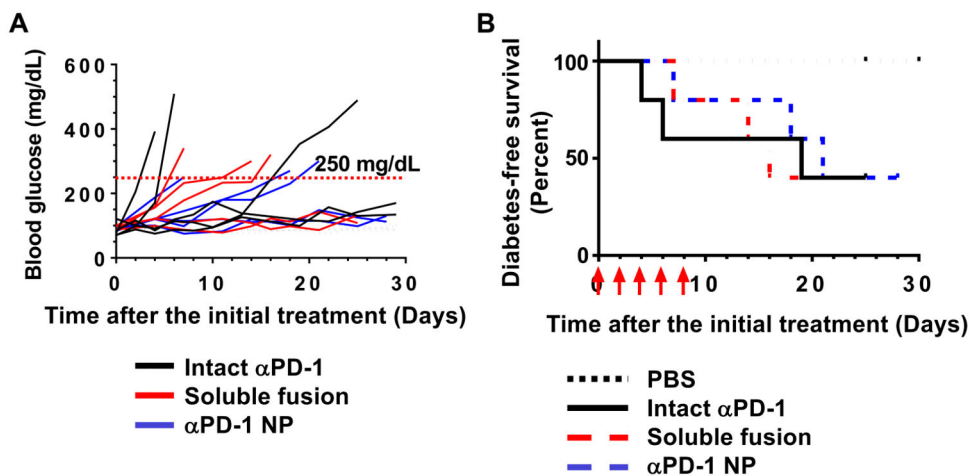 A
600
400
200
0
Blood glucose (mg/dL)
250 mg/dL
0
10
20
30
Time after the initial treatment (Days)
Intact αPD-1
Soluble fusion
αPD-1 NP
B
100
50
0
Diabetes-free survival
(Percent)
0
10
20
30
Time after the initial treatment (Days)
PBS
Intact αPD-1
Soluble fusion
αPD-1 NP